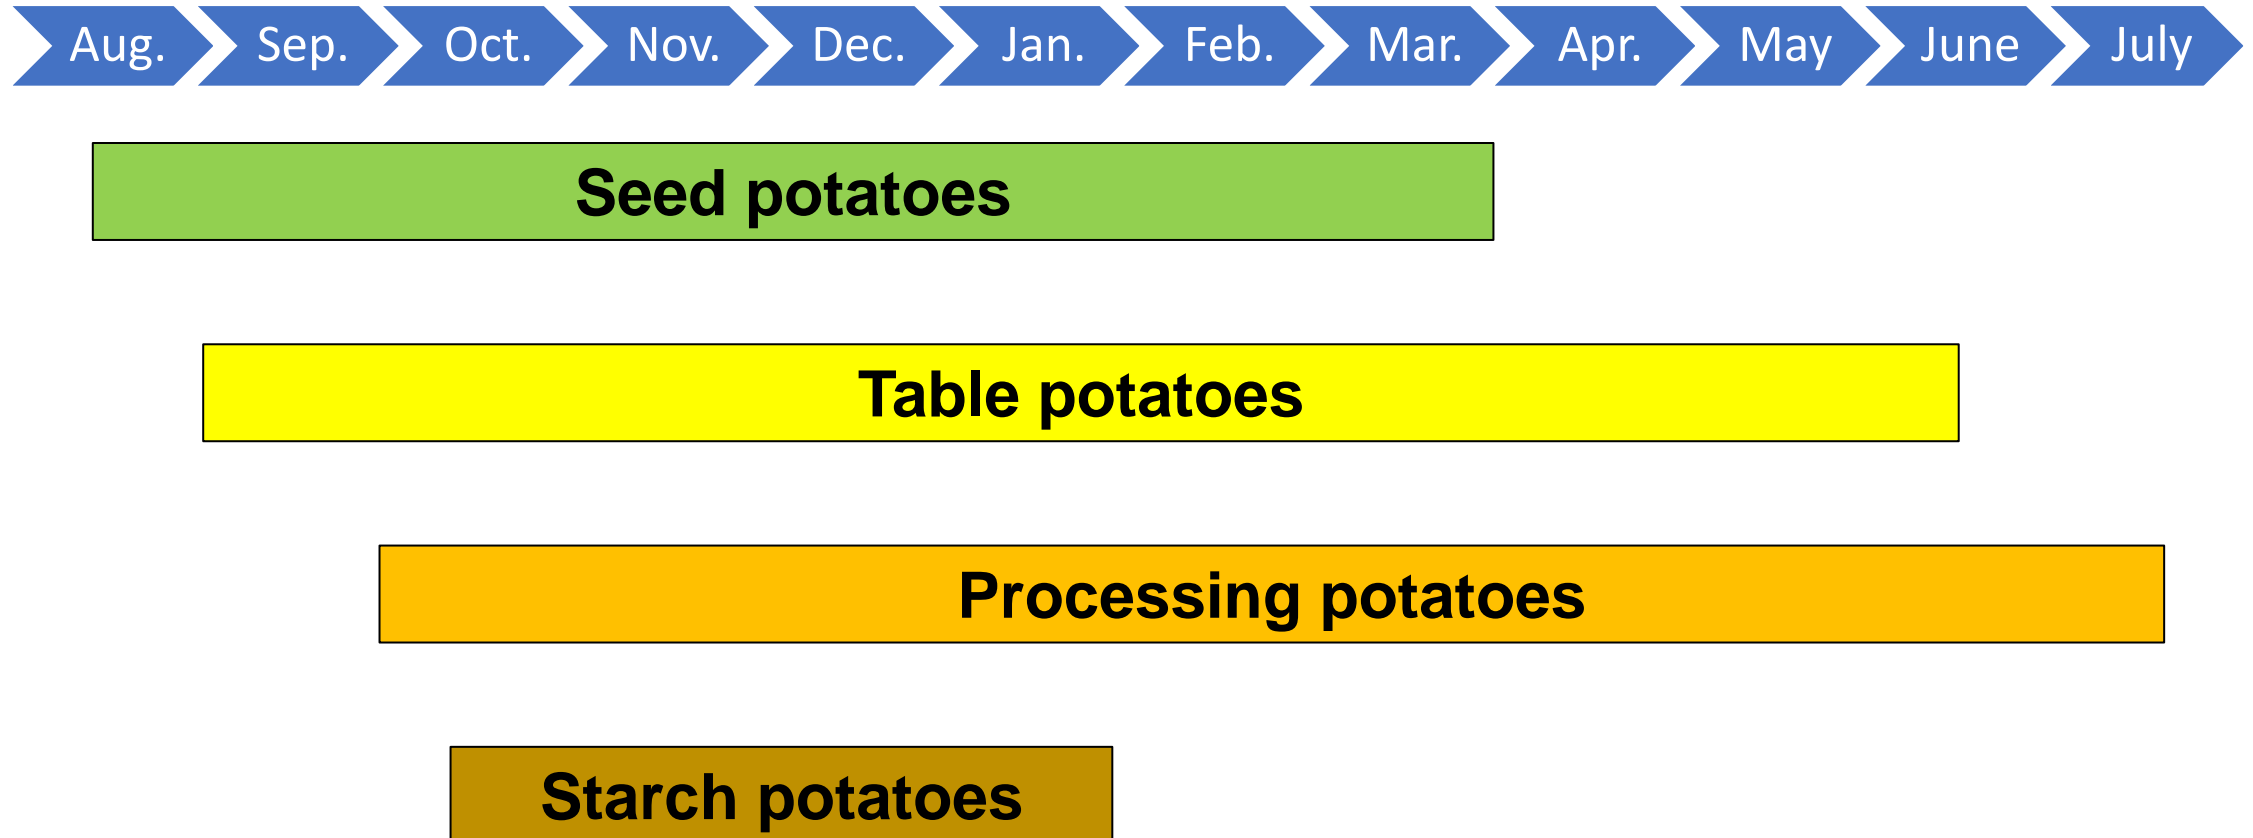 Aug. Sep. Oct. Nov. Dec. Jan. Feb. Mar. Apr. May June July
Seed potatoes
Table potatoes
Processing potatoes
Starch potatoes